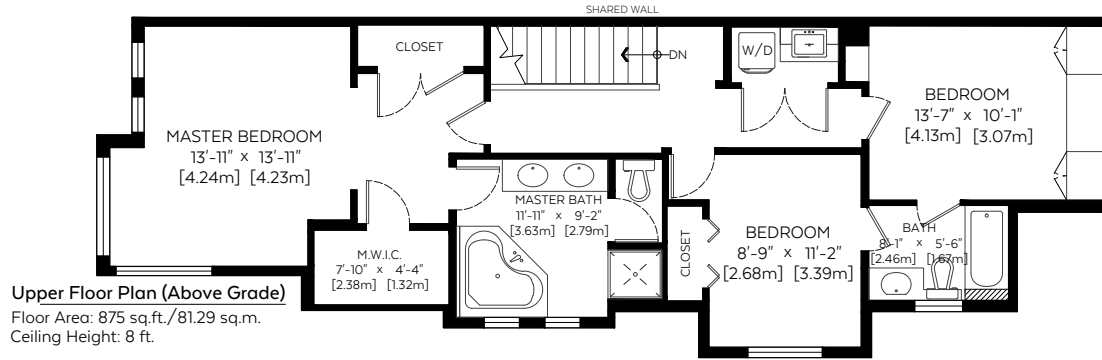 SHARED WALL
CLOSET
W/D
DN
BEDROOM
13'-7" x 10'-1"
[4.13m] [3.07m]
MASTER BEDROOM
13'-11" x 13'-11"
[4.24m] [4.23m]
MASTER BATH
11'-11" x 9'-2"
[3.63m] [2.79m]
CLOSET
BEDROOM
8'-9" x 11'-2"
[2.68m] [3.39m]
BATH
8'-1" x 5'-6"
[2.46m] [1.67m]
M.W.I.C.
7'-10" x 4'-4"
[2.38m] [1.32m]
Upper Floor Plan (Above Grade)
Floor Area: 875 sq.ft./81.29 sq.m.
Ceiling Height: 8 ft.